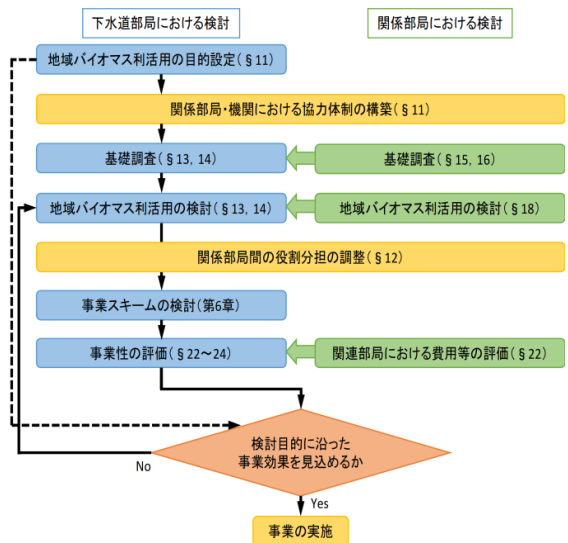 下水道部局における検討
関係部局における検討
地域バイオマス利活用の目的設定(§11)
関係部局・機関における協力体制の構築(§11)
基礎調査(§13, 14)
基礎調査(§15, 16)
地域バイオマス利活用の検討(§13, 14)
地域バイオマス利活用の検討(§18)
関係部局間の役割分担の調整(§12)
事業スキームの検討(第6章)
事業性の評価(§22～24)
関連部局における費用等の評価(§22)
検討目的に沿った
事業効果を見込めるか
No
Yes
事業の実施